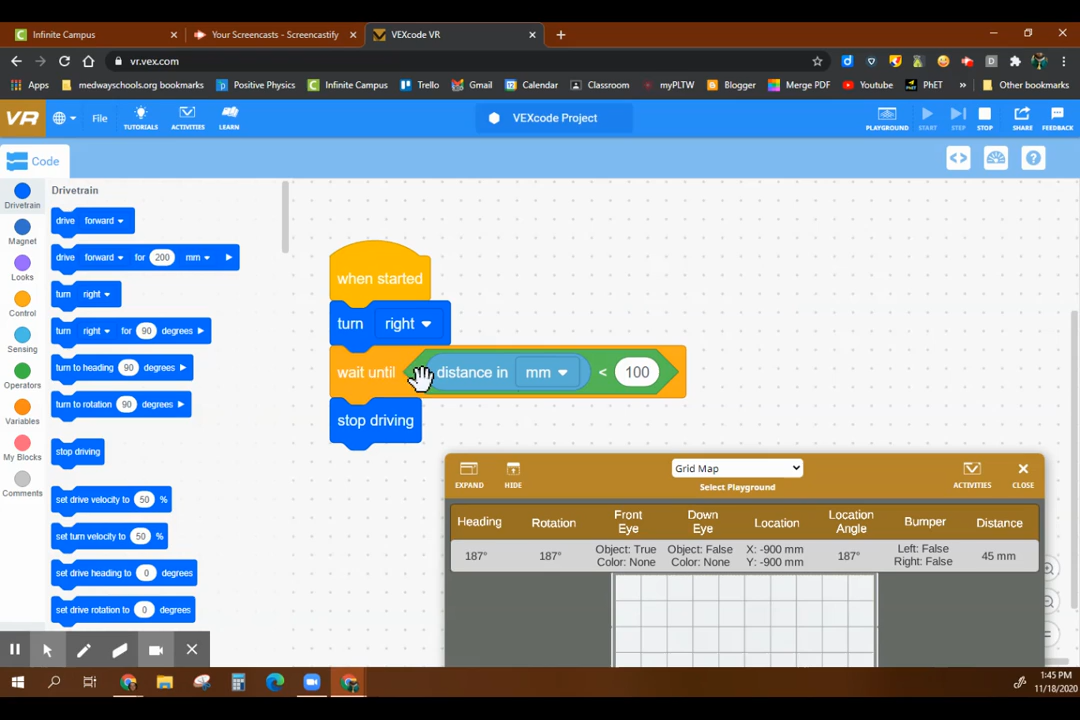 Infinite Campus
Your Screencasts - Screencastify
VEXcode VR
vr.vex.com
Apps
medwayschools.org bookmarks
Positive Physics
Infinite Campus
Trello
Gmail
Calendar
Classroom
myPLTW
Blogger
Merge PDF
Youtube
PhET
»
Other bookmarks
VR
File
TUTORIALS
ACTIVITIES
LEARN
VEXcode Project
PLAYGROUND
START
STEP
STOP
SHARE
FEEDBACK
Code
Drivetrain
Magnet
Looks
Control
Sensing
Operators
Variables
My Blocks
Comments
Drivetrain
drive forward
drive forward for 200 mm
turn right
turn right for 90 degrees
turn to heading 90 degrees
turn to rotation 90 degrees
stop driving
set drive velocity to 50 %
set turn velocity to 50 %
set drive heading to 0 degrees
set drive rotation to 0 degrees
when started
turn right
wait until distance in mm < 100
stop driving
EXPAND
HIDE
Grid Map
Select Playground
ACTIVITIES
CLOSE
Heading Rotation Front Eye Down Eye Location Location Angle Bumper Distance
187° 187° Object: True Object: False X: -900 mm 187° Left: False 45 mm
Color: None Color: None Y: -900 mm Right: False
1:45 PM
11/18/2020